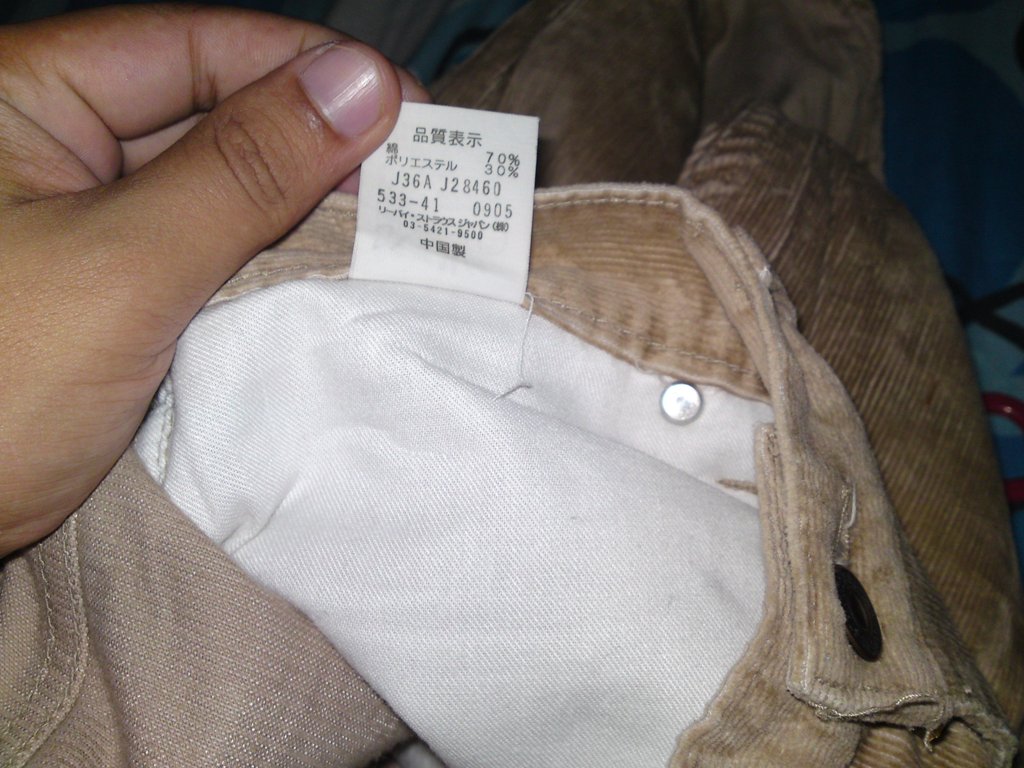 品質表示
綿 70%
ポリエステル 30%
J36A J28460
533-41 0905
リーバイ・ストラウス ジャパン(株)
03-5421-9500
中国製